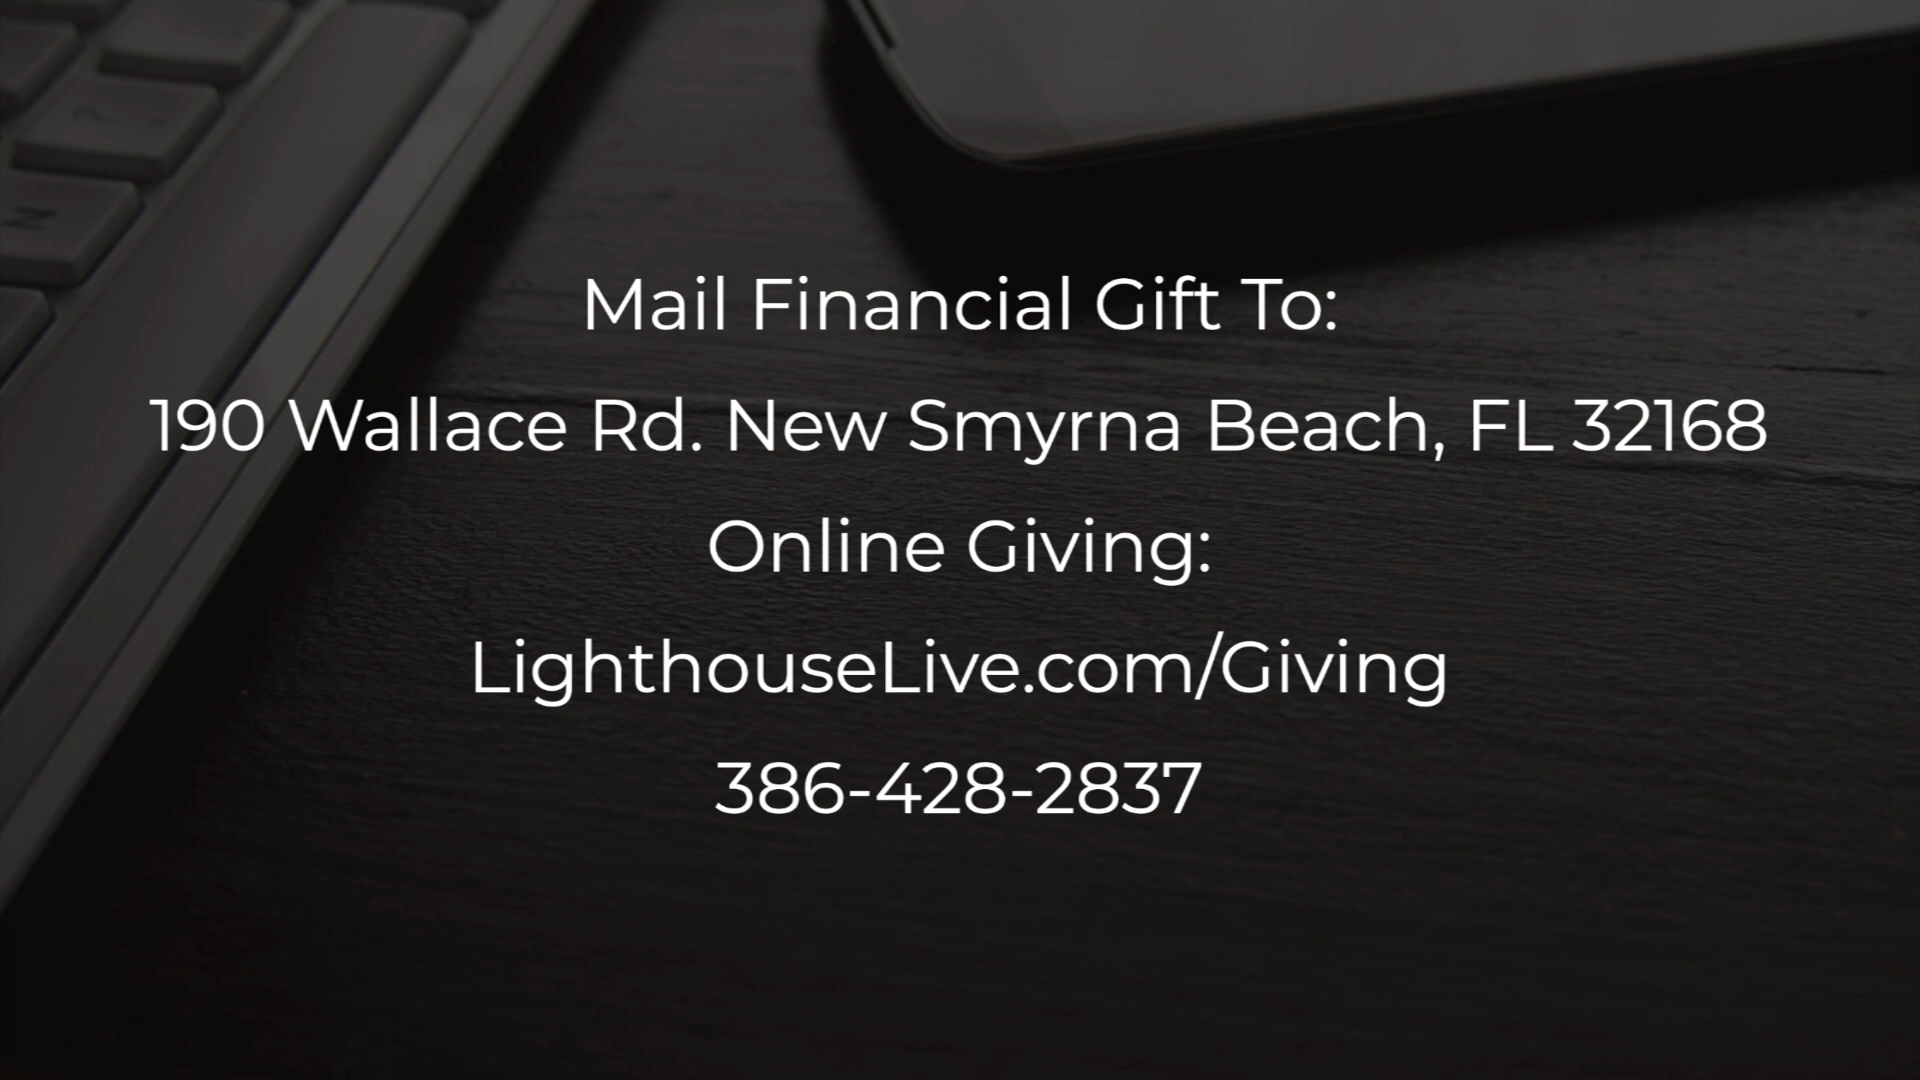 Mail Financial Gift To:
190 Wallace Rd. New Smyrna Beach, FL 32168
Online Giving:
LighthouseLive.com/Giving
386-428-2837
Z